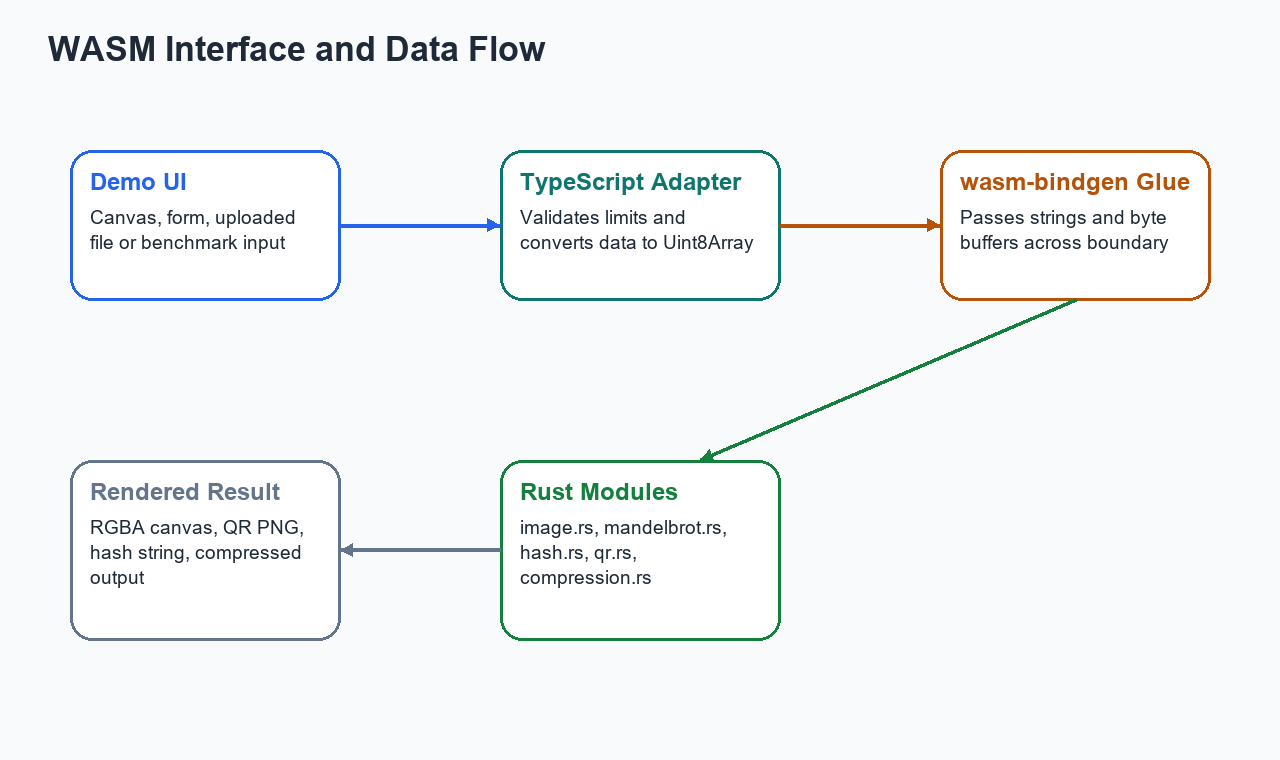 WASM Interface and Data Flow
Demo UI
Canvas, form, uploaded
file or benchmark input
TypeScript Adapter
Validates limits and
converts data to Uint8Array
wasm-bindgen Glue
Passes strings and byte
buffers across boundary
Rendered Result
RGBA canvas, QR PNG,
hash string, compressed
output
Rust Modules
image.rs, mandelbrot.rs,
hash.rs, qr.rs,
compression.rs